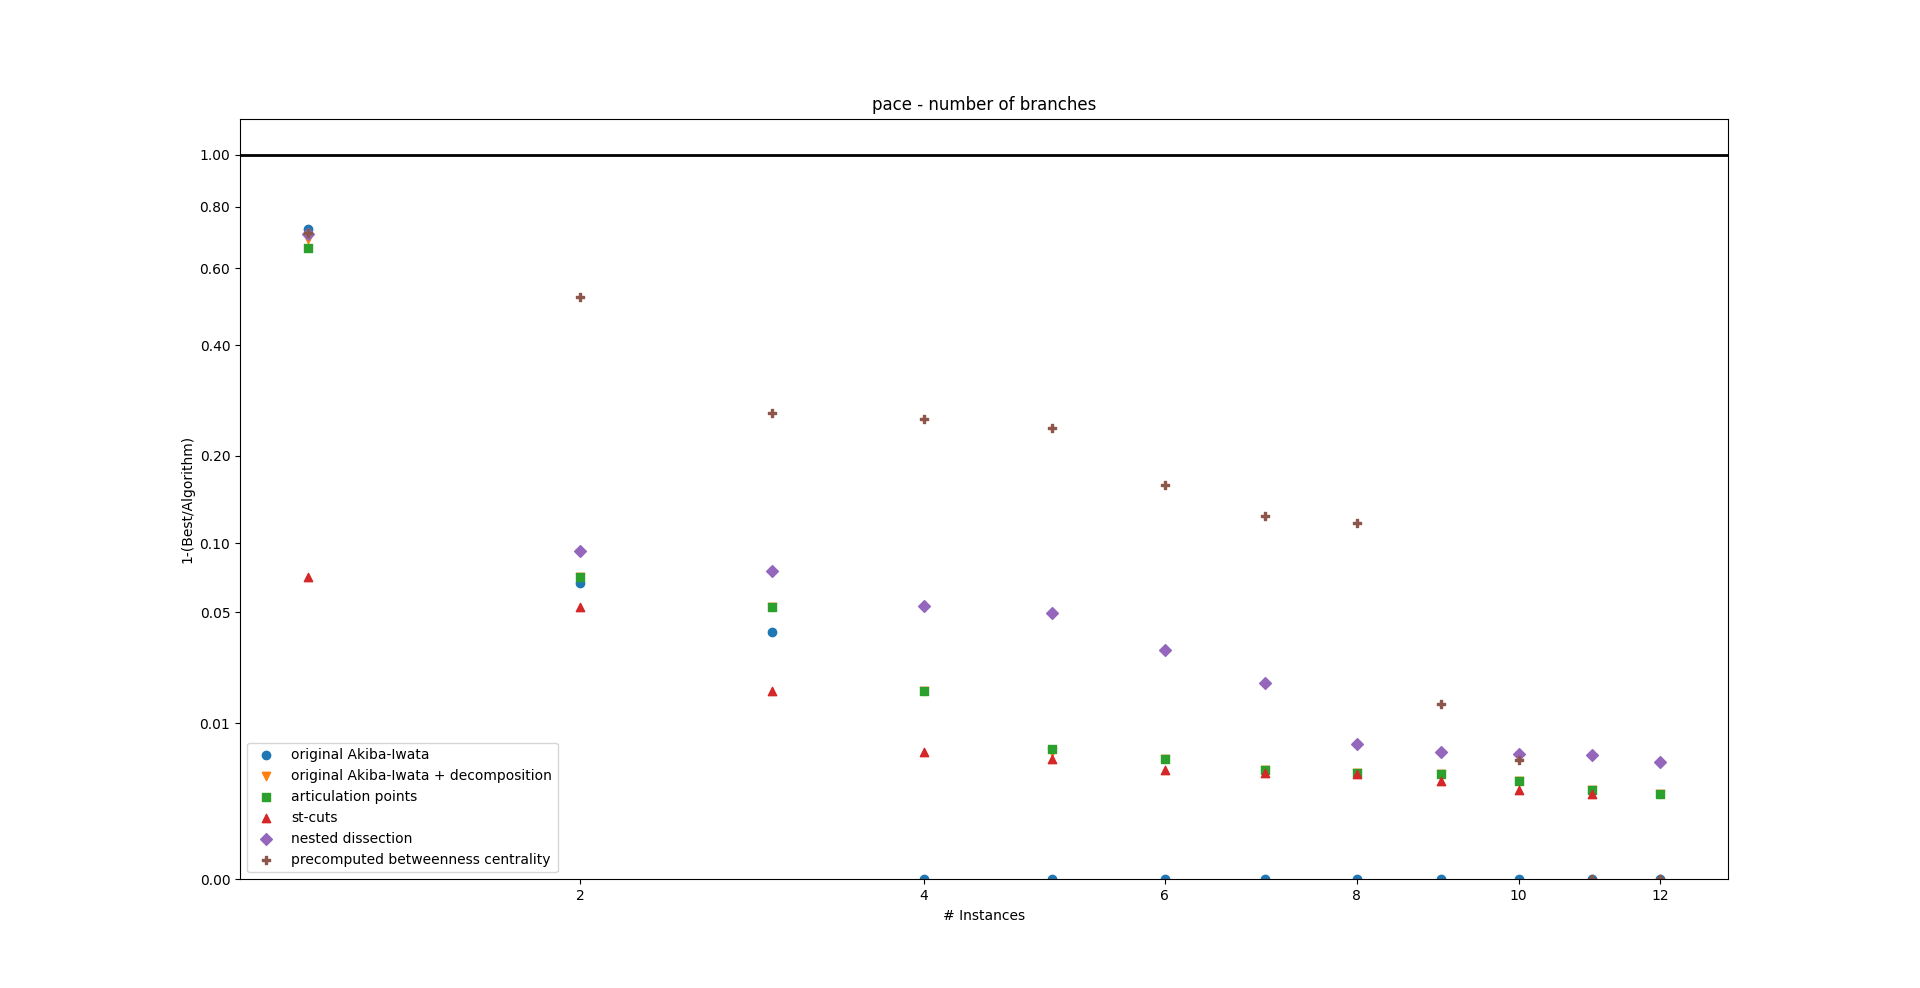 pace - number of branches
1-(Best/Algorithm)
1.00
0.80
0.60
0.40
0.20
0.10
0.05
0.01
0.00
original Akiba-Iwata
original Akiba-Iwata + decomposition
articulation points
st-cuts
nested dissection
precomputed betweenness centrality
2
4
6
8
10
12
# Instances